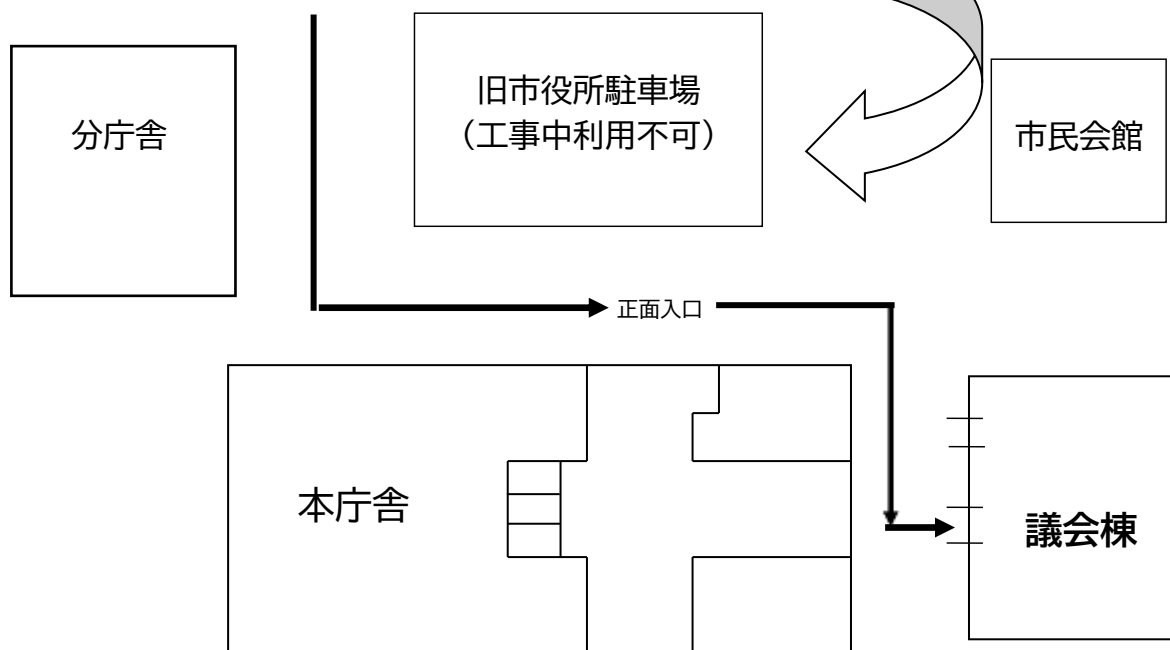 旧市役所駐車場
（工事中利用不可）
分庁舎
市民会館
正面入口
本庁舎
議会棟